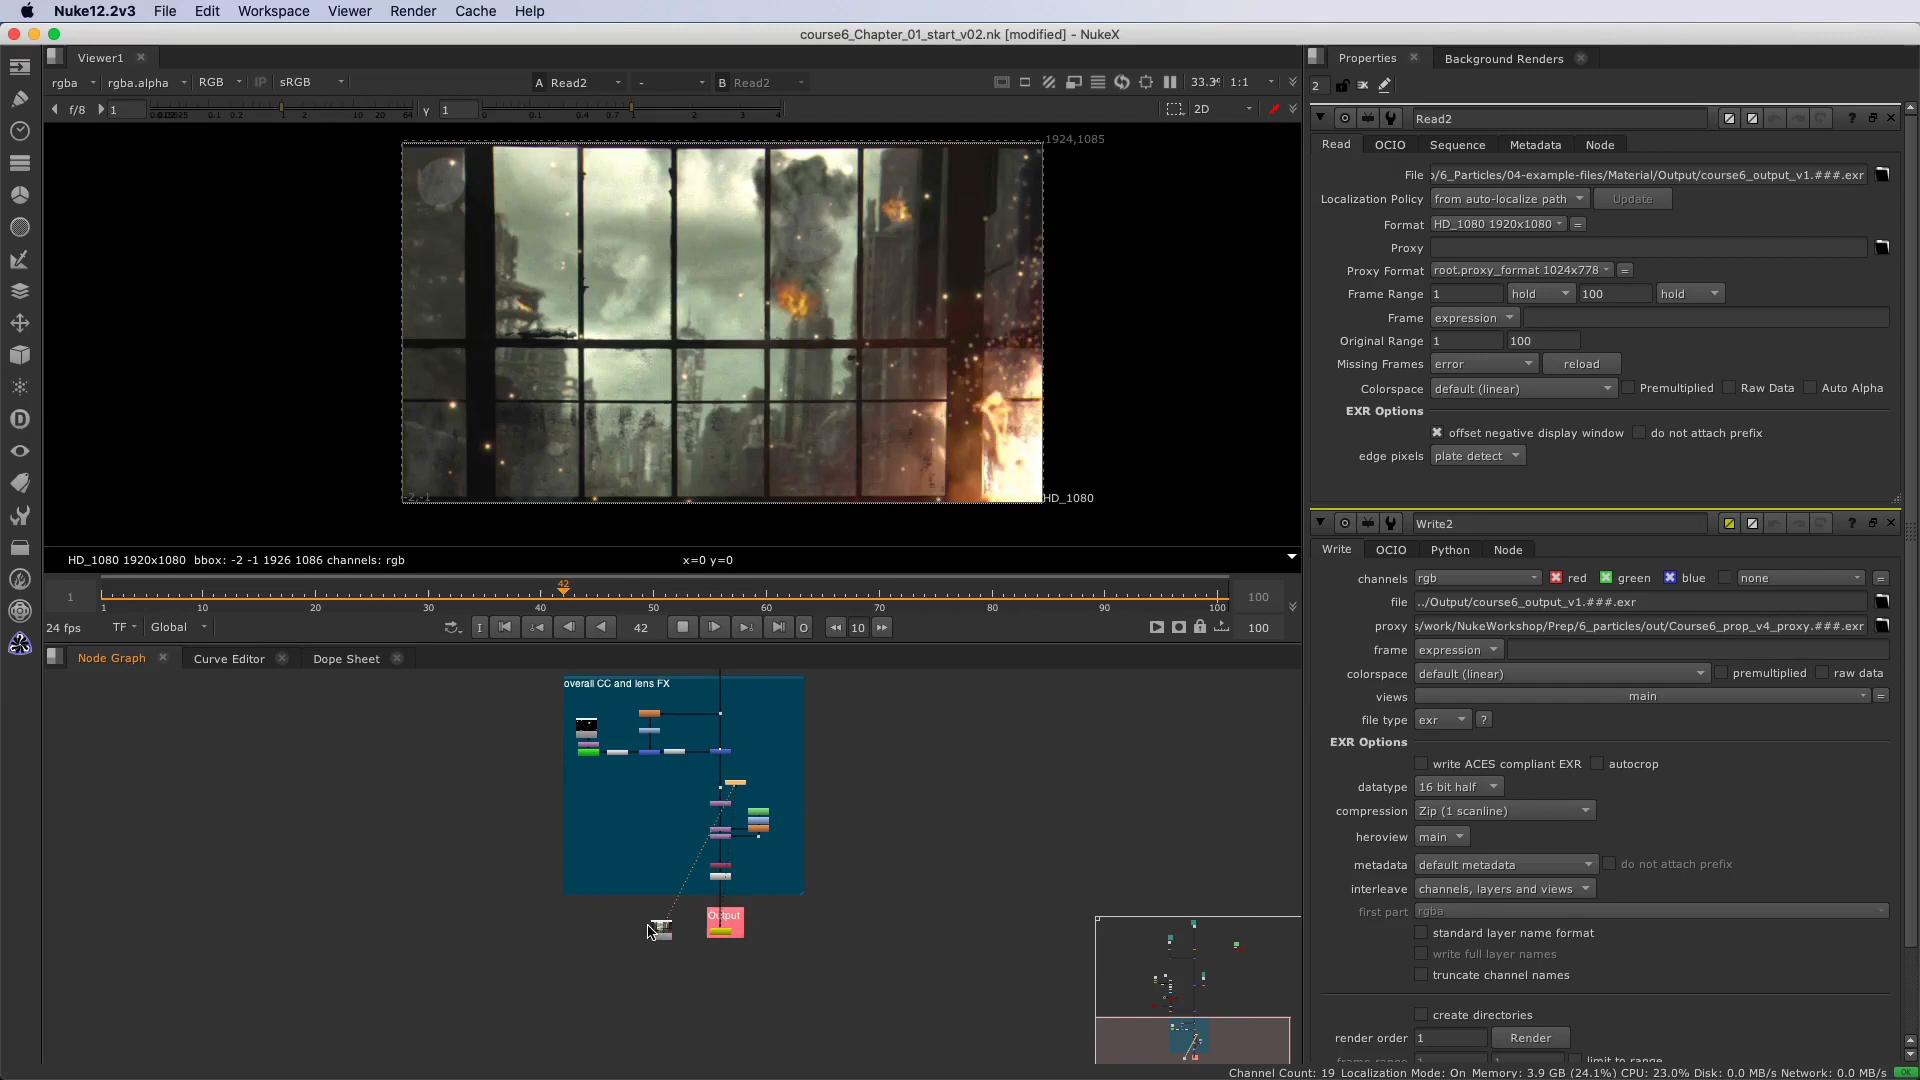 Nuke12.2v3 File Edit Workspace Viewer Render Cache Help
course6_Chapter_01_start_v02.nk [modified] - NukeX
Viewer1
rgba rgba.alpha RGB IP sRGB A Read2 - B Read2 33.3 1:1
f/8 1 Y 1 2D
1924,1085
-2,-1
HD_1080
HD_1080 1920x1080 bbox: -2 -1 1926 1086 channels: rgb x=0 y=0
42
1 100
1 10 20 30 40 50 60 70 80 90 100
24 fps TF Global I 42 O 10 100
Node Graph Curve Editor Dope Sheet
overall CC and lens FX
Output
Properties Background Renders
2
Read2
Read OCIO Sequence Metadata Node
File o/6_Particles/04-example-files/Material/Output/course6_output_v1.###.exr
Localization Policy from auto-localize path Update
Format HD_1080 1920x1080 =
Proxy
Proxy Format root.proxy_format 1024x778 =
Frame Range 1 hold 100 hold
Frame expression
Original Range 1 100
Missing Frames error reload
Colorspace default (linear) Premultiplied Raw Data Auto Alpha
EXR Options
offset negative display window do not attach prefix
edge pixels plate detect
Write2
Write OCIO Python Node
channels rgb red green blue none =
file ../Output/course6_output_v1.###.exr
proxy s/work/NukeWorkshop/Prep/6_particles/out/Course6_prop_v4_proxy.###.exr
frame expression
colorspace default (linear) premultiplied raw data
views main =
file type exr ?
EXR Options
write ACES compliant EXR autocrop
datatype 16 bit half
compression Zip (1 scanline)
heroview main
metadata default metadata do not attach prefix
interleave channels, layers and views
first part rgba
standard layer name format
write full layer names
truncate channel names
create directories
render order 1 Render
frame range limit to range
Channel Count: 19 Localization Mode: On Memory: 3.9 GB (24.1%) CPU: 23.0% Disk: 0.0 MB/s Network: 0.0 MB/s